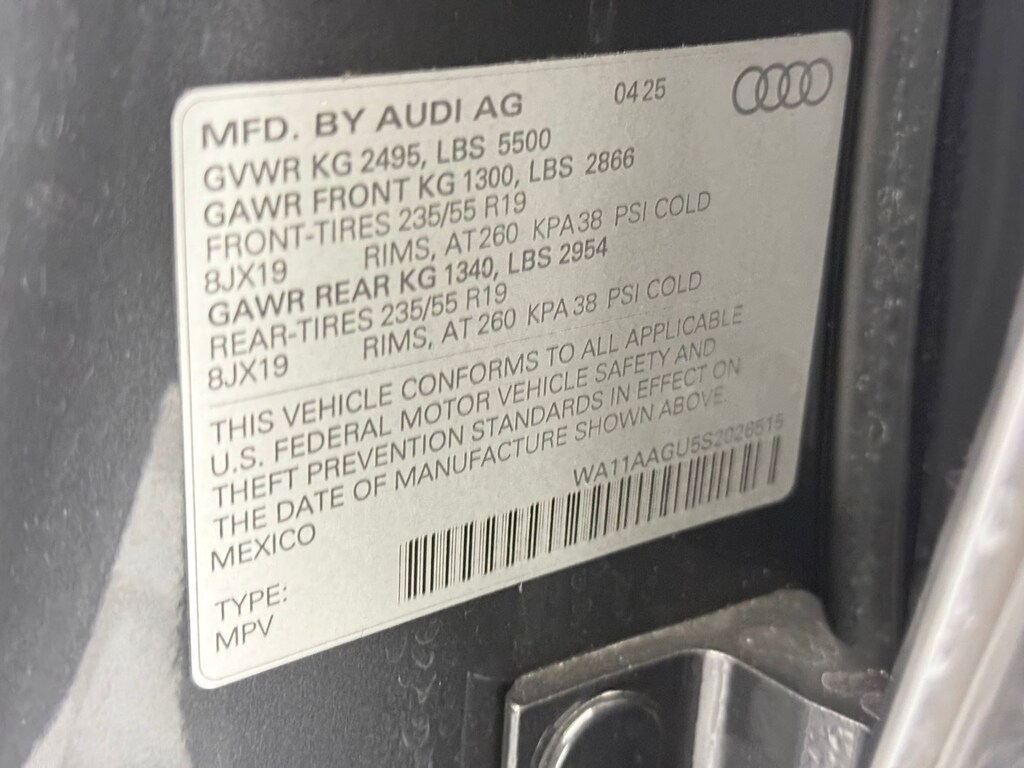 MFD. BY AUDI AG 04 25
GVWR KG 2495, LBS 5500
GAWR FRONT KG 1300, LBS 2866
FRONT-TIRES 235/55 R19
8JX19 RIMS, AT 260 KPA 38 PSI COLD
GAWR REAR KG 1340, LBS 2954
REAR-TIRES 235/55 R19
8JX19 RIMS, AT 260 KPA 38 PSI COLD
THIS VEHICLE CONFORMS TO ALL APPLICABLE
U.S. FEDERAL MOTOR VEHICLE SAFETY AND
THEFT PREVENTION STANDARDS IN EFFECT ON
THE DATE OF MANUFACTURE SHOWN ABOVE.
MEXICO WA11AAGU5S2026515
TYPE:
MPV